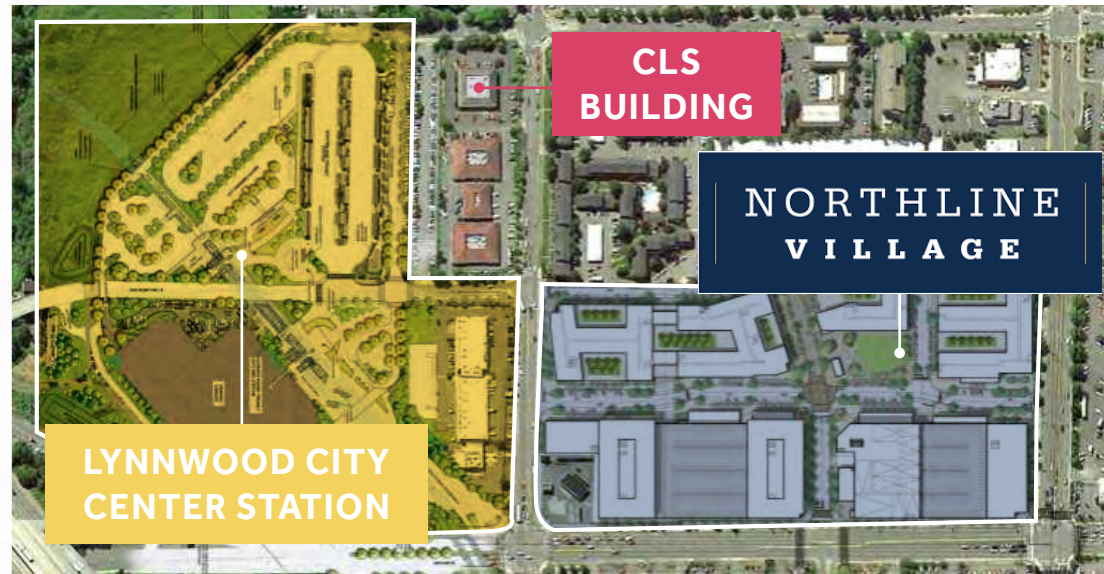 CLS
BUILDING
NORTHLINE
VILLAGE
LYNNWOOD CITY
CENTER STATION